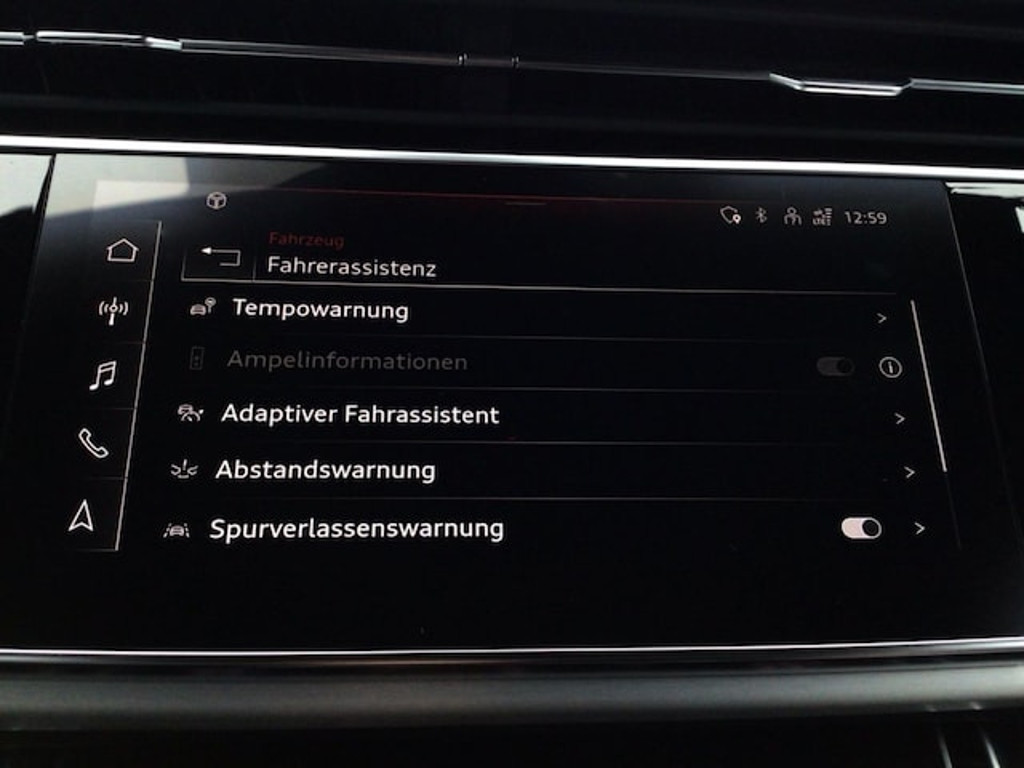 12:59
Fahrzeug
Fahrerassistenz
Tempowarnung
Ampelinformationen
Adaptiver Fahrassistent
Abstandswarnung
Spurverlassenswarnung